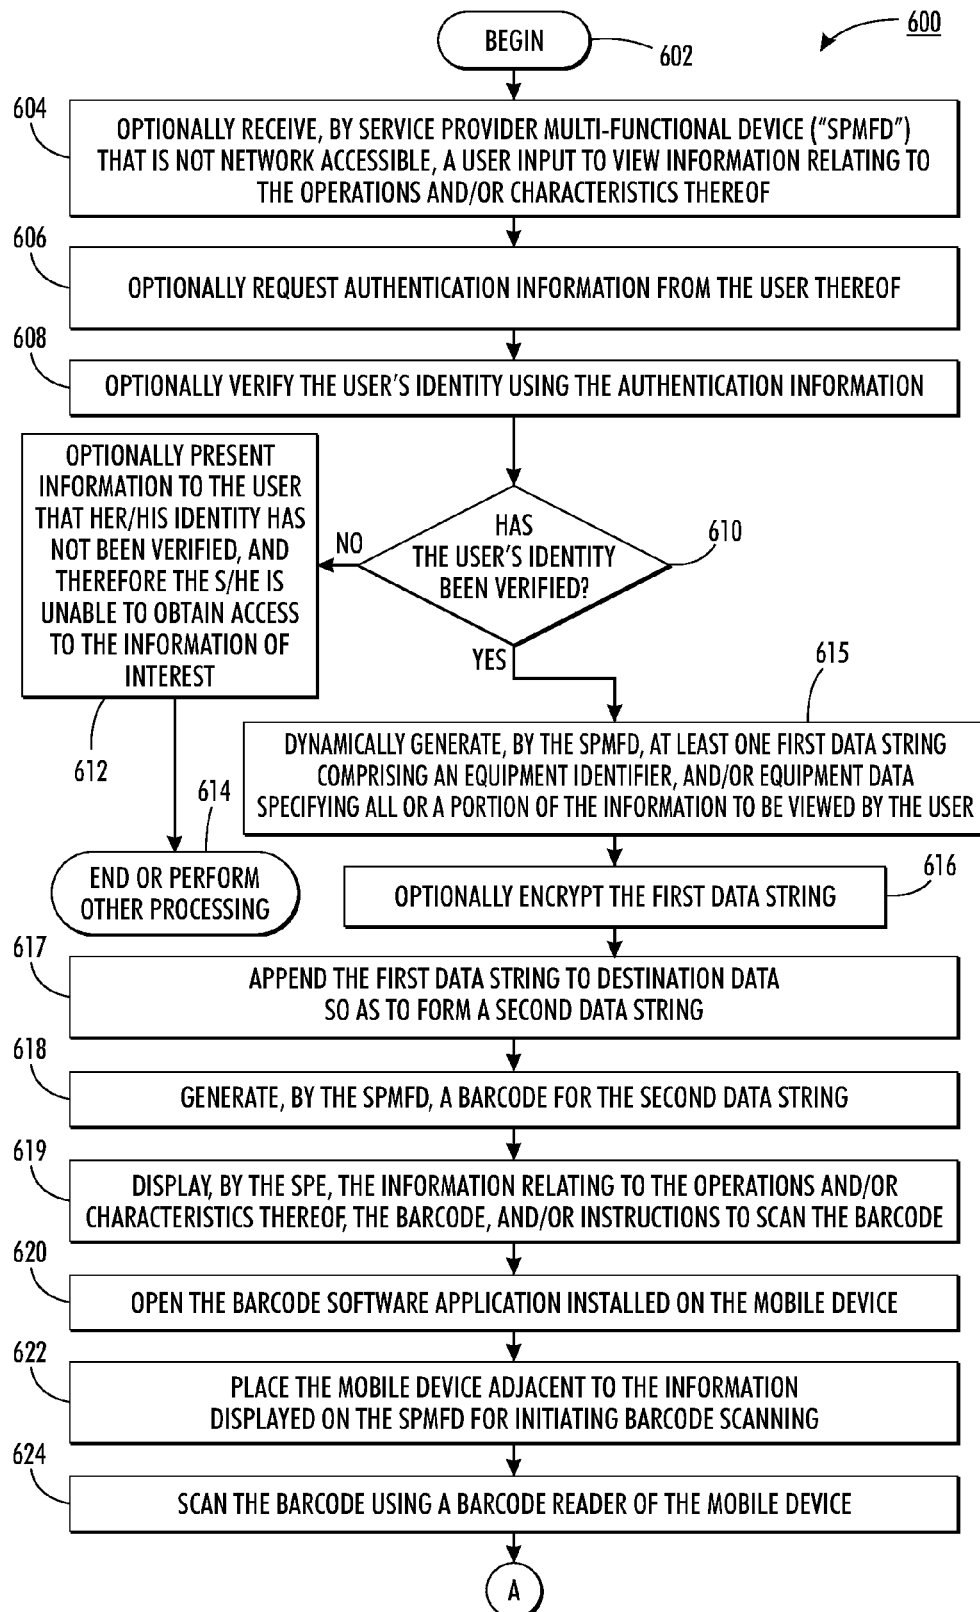 600
BEGIN
602
604
OPTIONALLY RECEIVE, BY SERVICE PROVIDER MULTI-FUNCTIONAL DEVICE ("SPMFD")
THAT IS NOT NETWORK ACCESSIBLE, A USER INPUT TO VIEW INFORMATION RELATING TO
THE OPERATIONS AND/OR CHARACTERISTICS THEREOF
606
OPTIONALLY REQUEST AUTHENTICATION INFORMATION FROM THE USER THEREOF
608
OPTIONALLY VERIFY THE USER'S IDENTITY USING THE AUTHENTICATION INFORMATION
OPTIONALLY PRESENT
INFORMATION TO THE USER
THAT HER/HIS IDENTITY HAS
NOT BEEN VERIFIED, AND
THEREFORE THE S/HE IS
UNABLE TO OBTAIN ACCESS
TO THE INFORMATION OF
INTEREST
NO
HAS
THE USER'S IDENTITY
BEEN VERIFIED?
610
YES
612
614
END OR PERFORM
OTHER PROCESSING
615
DYNAMICALLY GENERATE, BY THE SPMFD, AT LEAST ONE FIRST DATA STRING
COMPRISING AN EQUIPMENT IDENTIFIER, AND/OR EQUIPMENT DATA
SPECIFYING ALL OR A PORTION OF THE INFORMATION TO BE VIEWED BY THE USER
616
OPTIONALLY ENCRYPT THE FIRST DATA STRING
617
APPEND THE FIRST DATA STRING TO DESTINATION DATA
SO AS TO FORM A SECOND DATA STRING
618
GENERATE, BY THE SPMFD, A BARCODE FOR THE SECOND DATA STRING
619
DISPLAY, BY THE SPE, THE INFORMATION RELATING TO THE OPERATIONS AND/OR
CHARACTERISTICS THEREOF, THE BARCODE, AND/OR INSTRUCTIONS TO SCAN THE BARCODE
620
OPEN THE BARCODE SOFTWARE APPLICATION INSTALLED ON THE MOBILE DEVICE
622
PLACE THE MOBILE DEVICE ADJACENT TO THE INFORMATION
DISPLAYED ON THE SPMFD FOR INITIATING BARCODE SCANNING
624
SCAN THE BARCODE USING A BARCODE READER OF THE MOBILE DEVICE
A